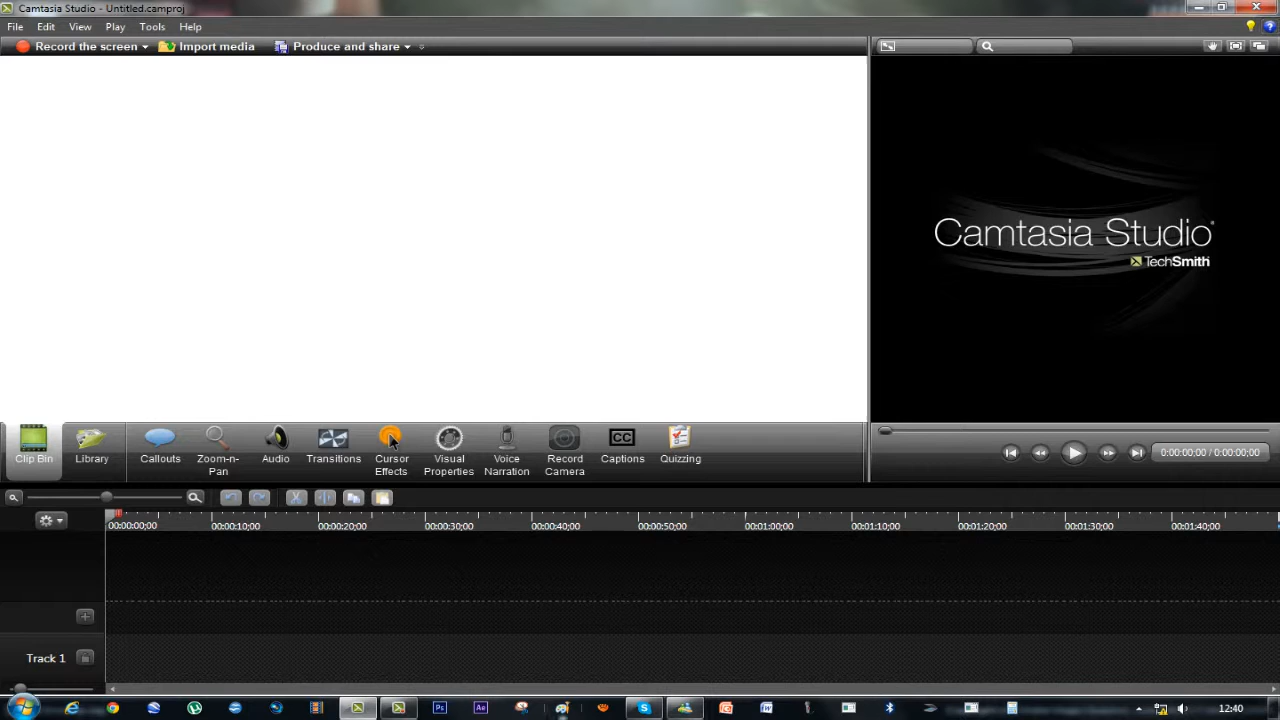 Camtasia Studio - Untitled.camproj
File Edit View Play Tools Help
Record the screen Import media Produce and share
Camtasia Studio
TechSmith
Clip Bin Library Callouts Zoom-n-Pan Audio Transitions Cursor Effects Visual Properties Voice Narration Record Camera CC Captions Quizzing
0:00:00;00 / 0:00:00;00
00:00:00;00 00:00:10;00 00:00:20;00 00:00:30;00 00:00:40;00 00:00:50;00 00:01:00;00 00:01:10;00 00:01:20;00 00:01:30;00 00:01:40;00
Track 1
Ps Ae 12:40